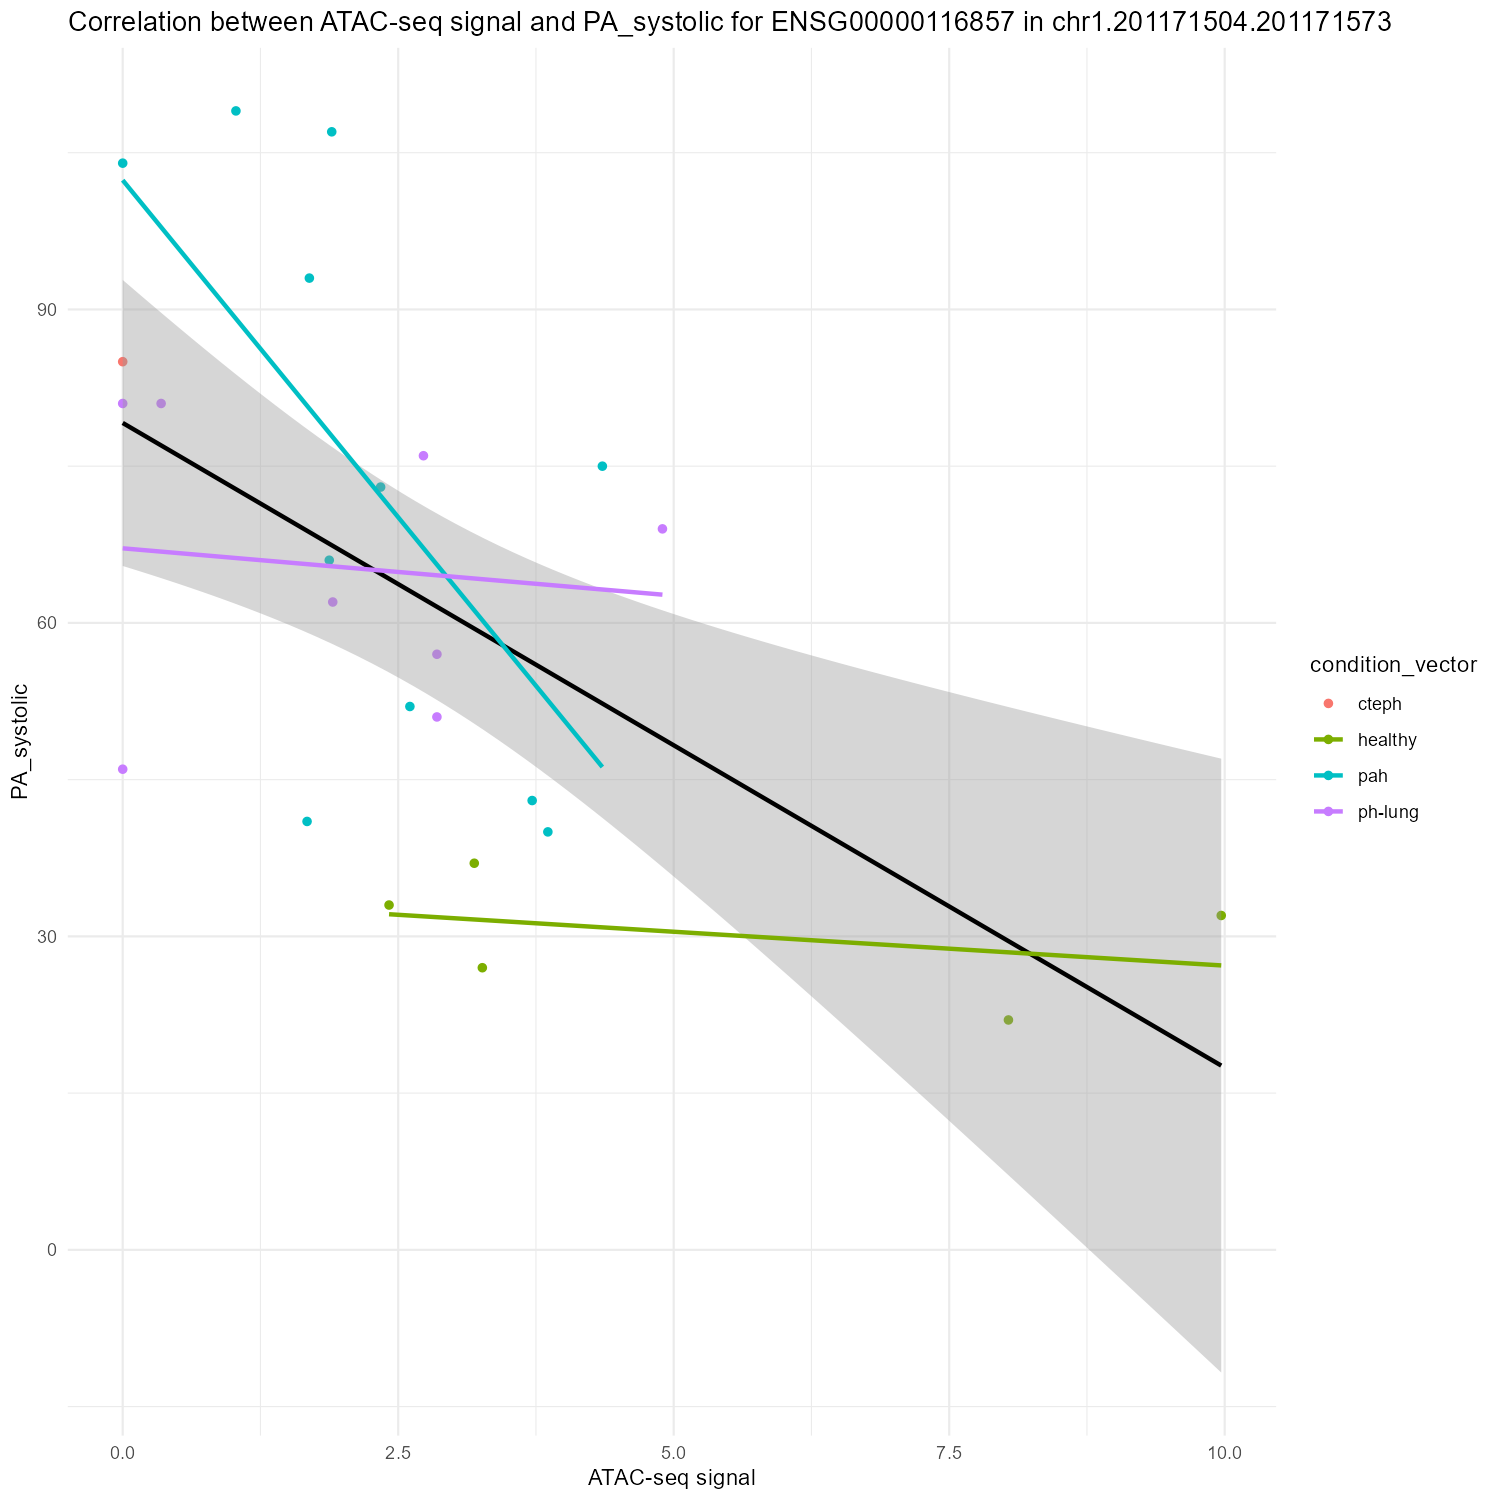 Correlation between ATAC-seq signal and PA_systolic for ENSG00000116857 in chr1.201171504.201171573
90
60
30
0
PA_systolic
0.0 2.5 5.0 7.5 10.0
ATAC-seq signal
condition_vector
cteph
healthy
pah
ph-lung